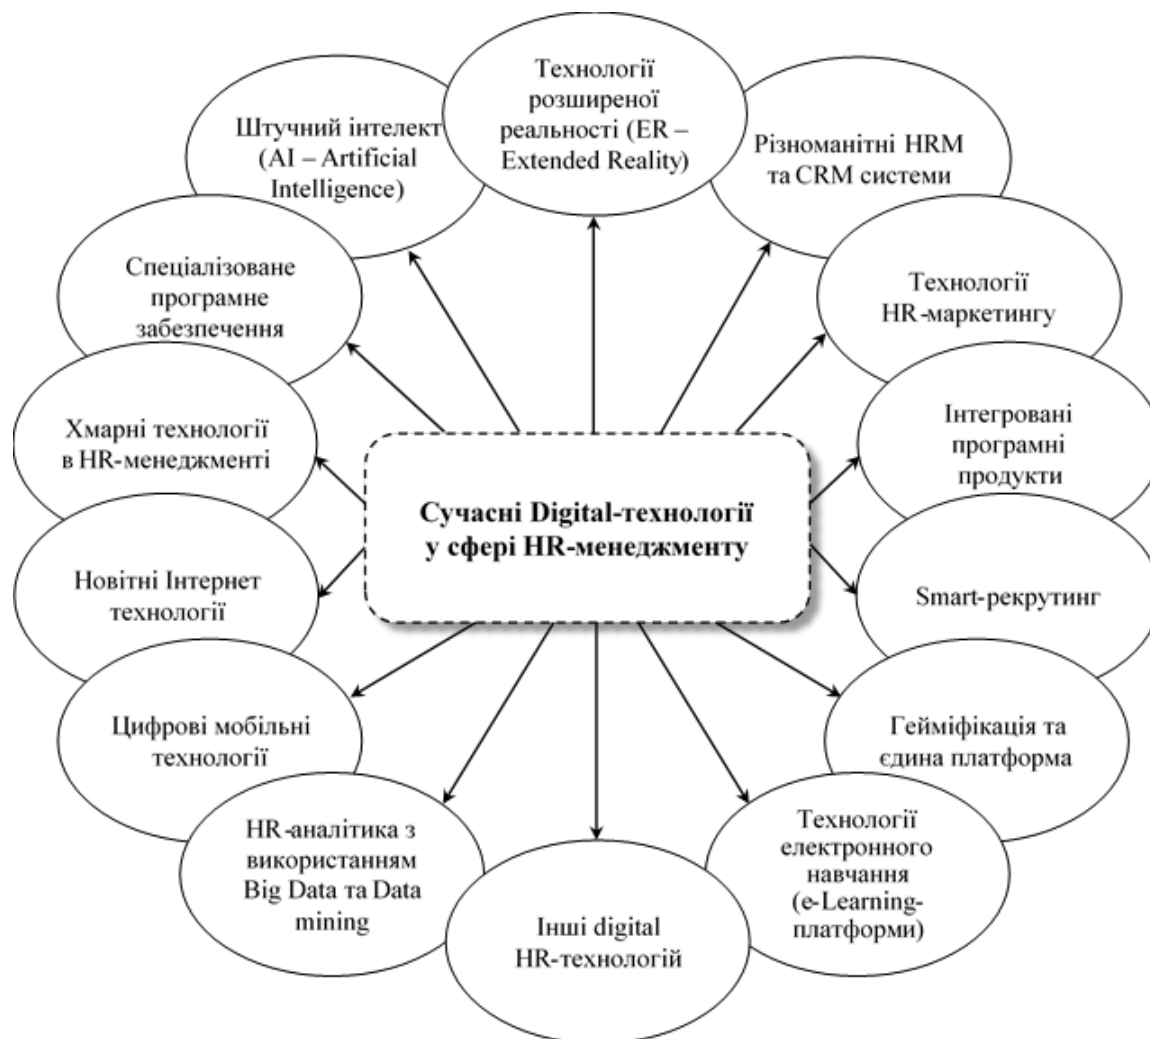 Технології
розширеної
реальності (ER –
Extended Reality)
Різноманітні HRM
та CRM системи
Технології
HR-маркетингу
Інтегровані
програмні
продукти
Smart-рекрутинг
Гейміфікація та
єдина платформа
Технології
електронного
навчання
(e-Learning-
платформи)
Інші digital
HR-технологій
HR-аналітика з
використанням
Big Data та Data
mining
Цифрові мобільні
технології
Новітні Інтернет
технології
Хмарні технології
в HR-менеджменті
Спеціалізоване
програмне
забезпечення
Штучний інтелект
(AI – Artificial
Intelligence)
Сучасні Digital-технології
у сфері HR-менеджменту